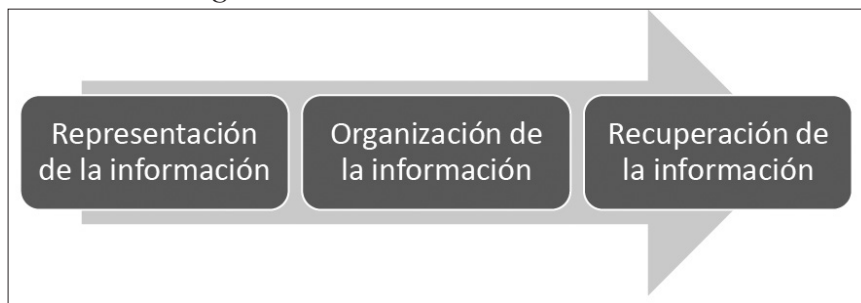 Representación
de la información
Organización de
la información
Recuperación de
la información